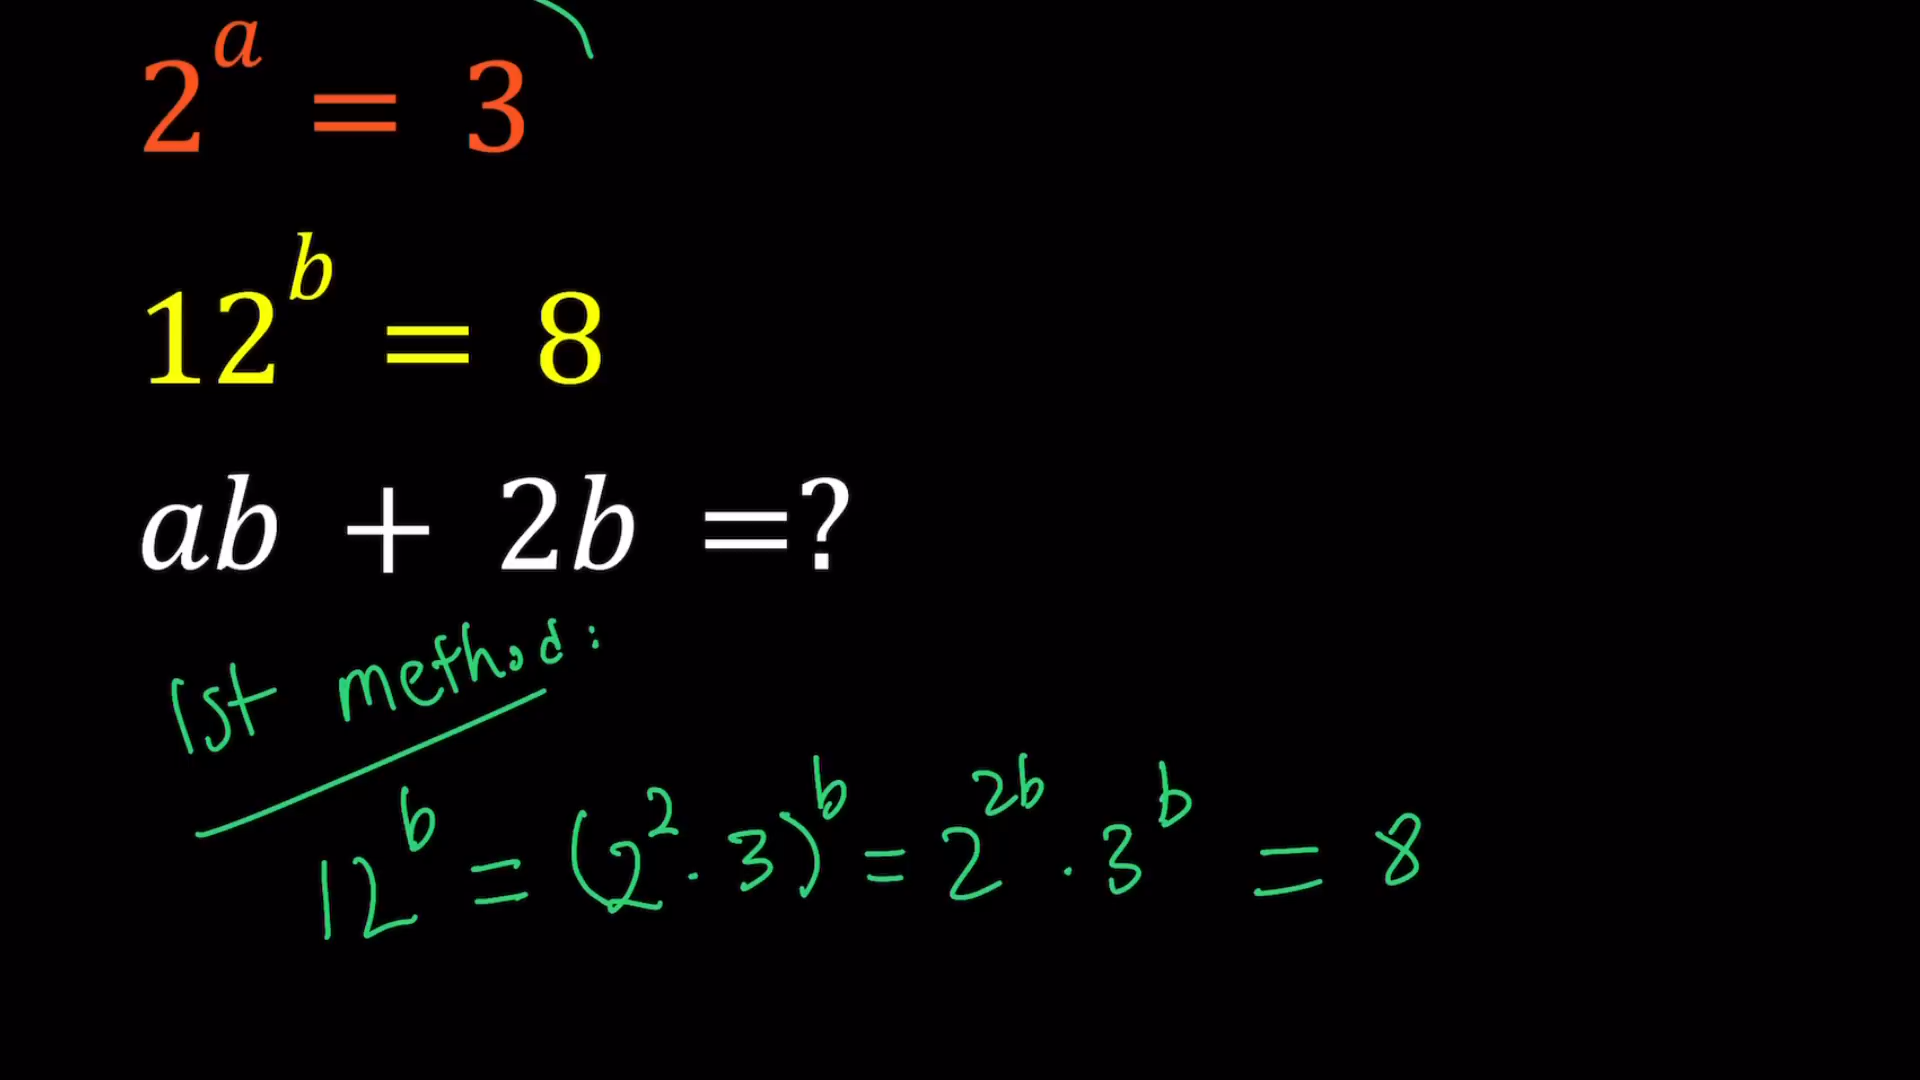 2^a = 3
12^b = 8
ab + 2b =?
1st method:
12^b = (2^2 · 3)^b = 2^2b · 3^b = 8